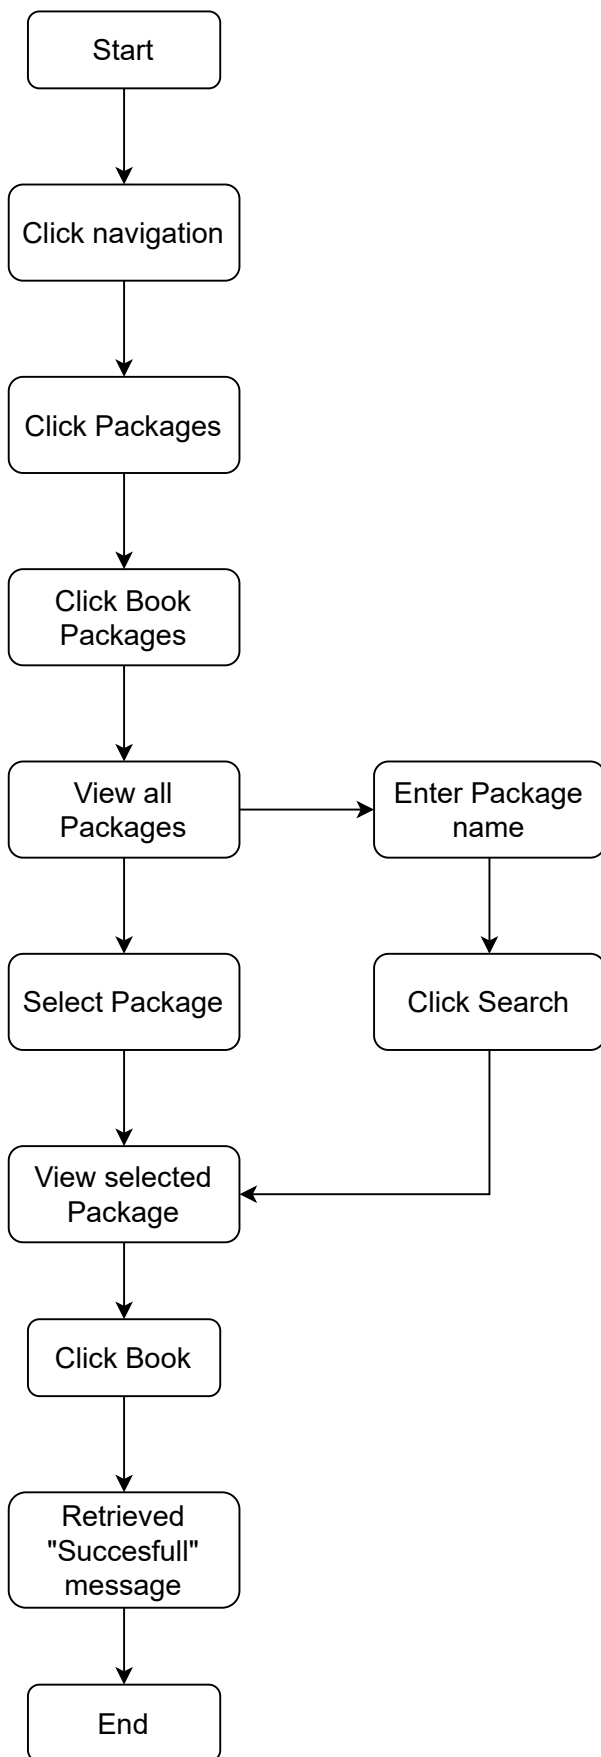 Start
Click navigation
Click Packages
Click Book
Packages
View all
Packages
Enter Package
name
Select Package
Click Search
View selected
Package
Click Book
Retrieved
"Succesfull"
message
End